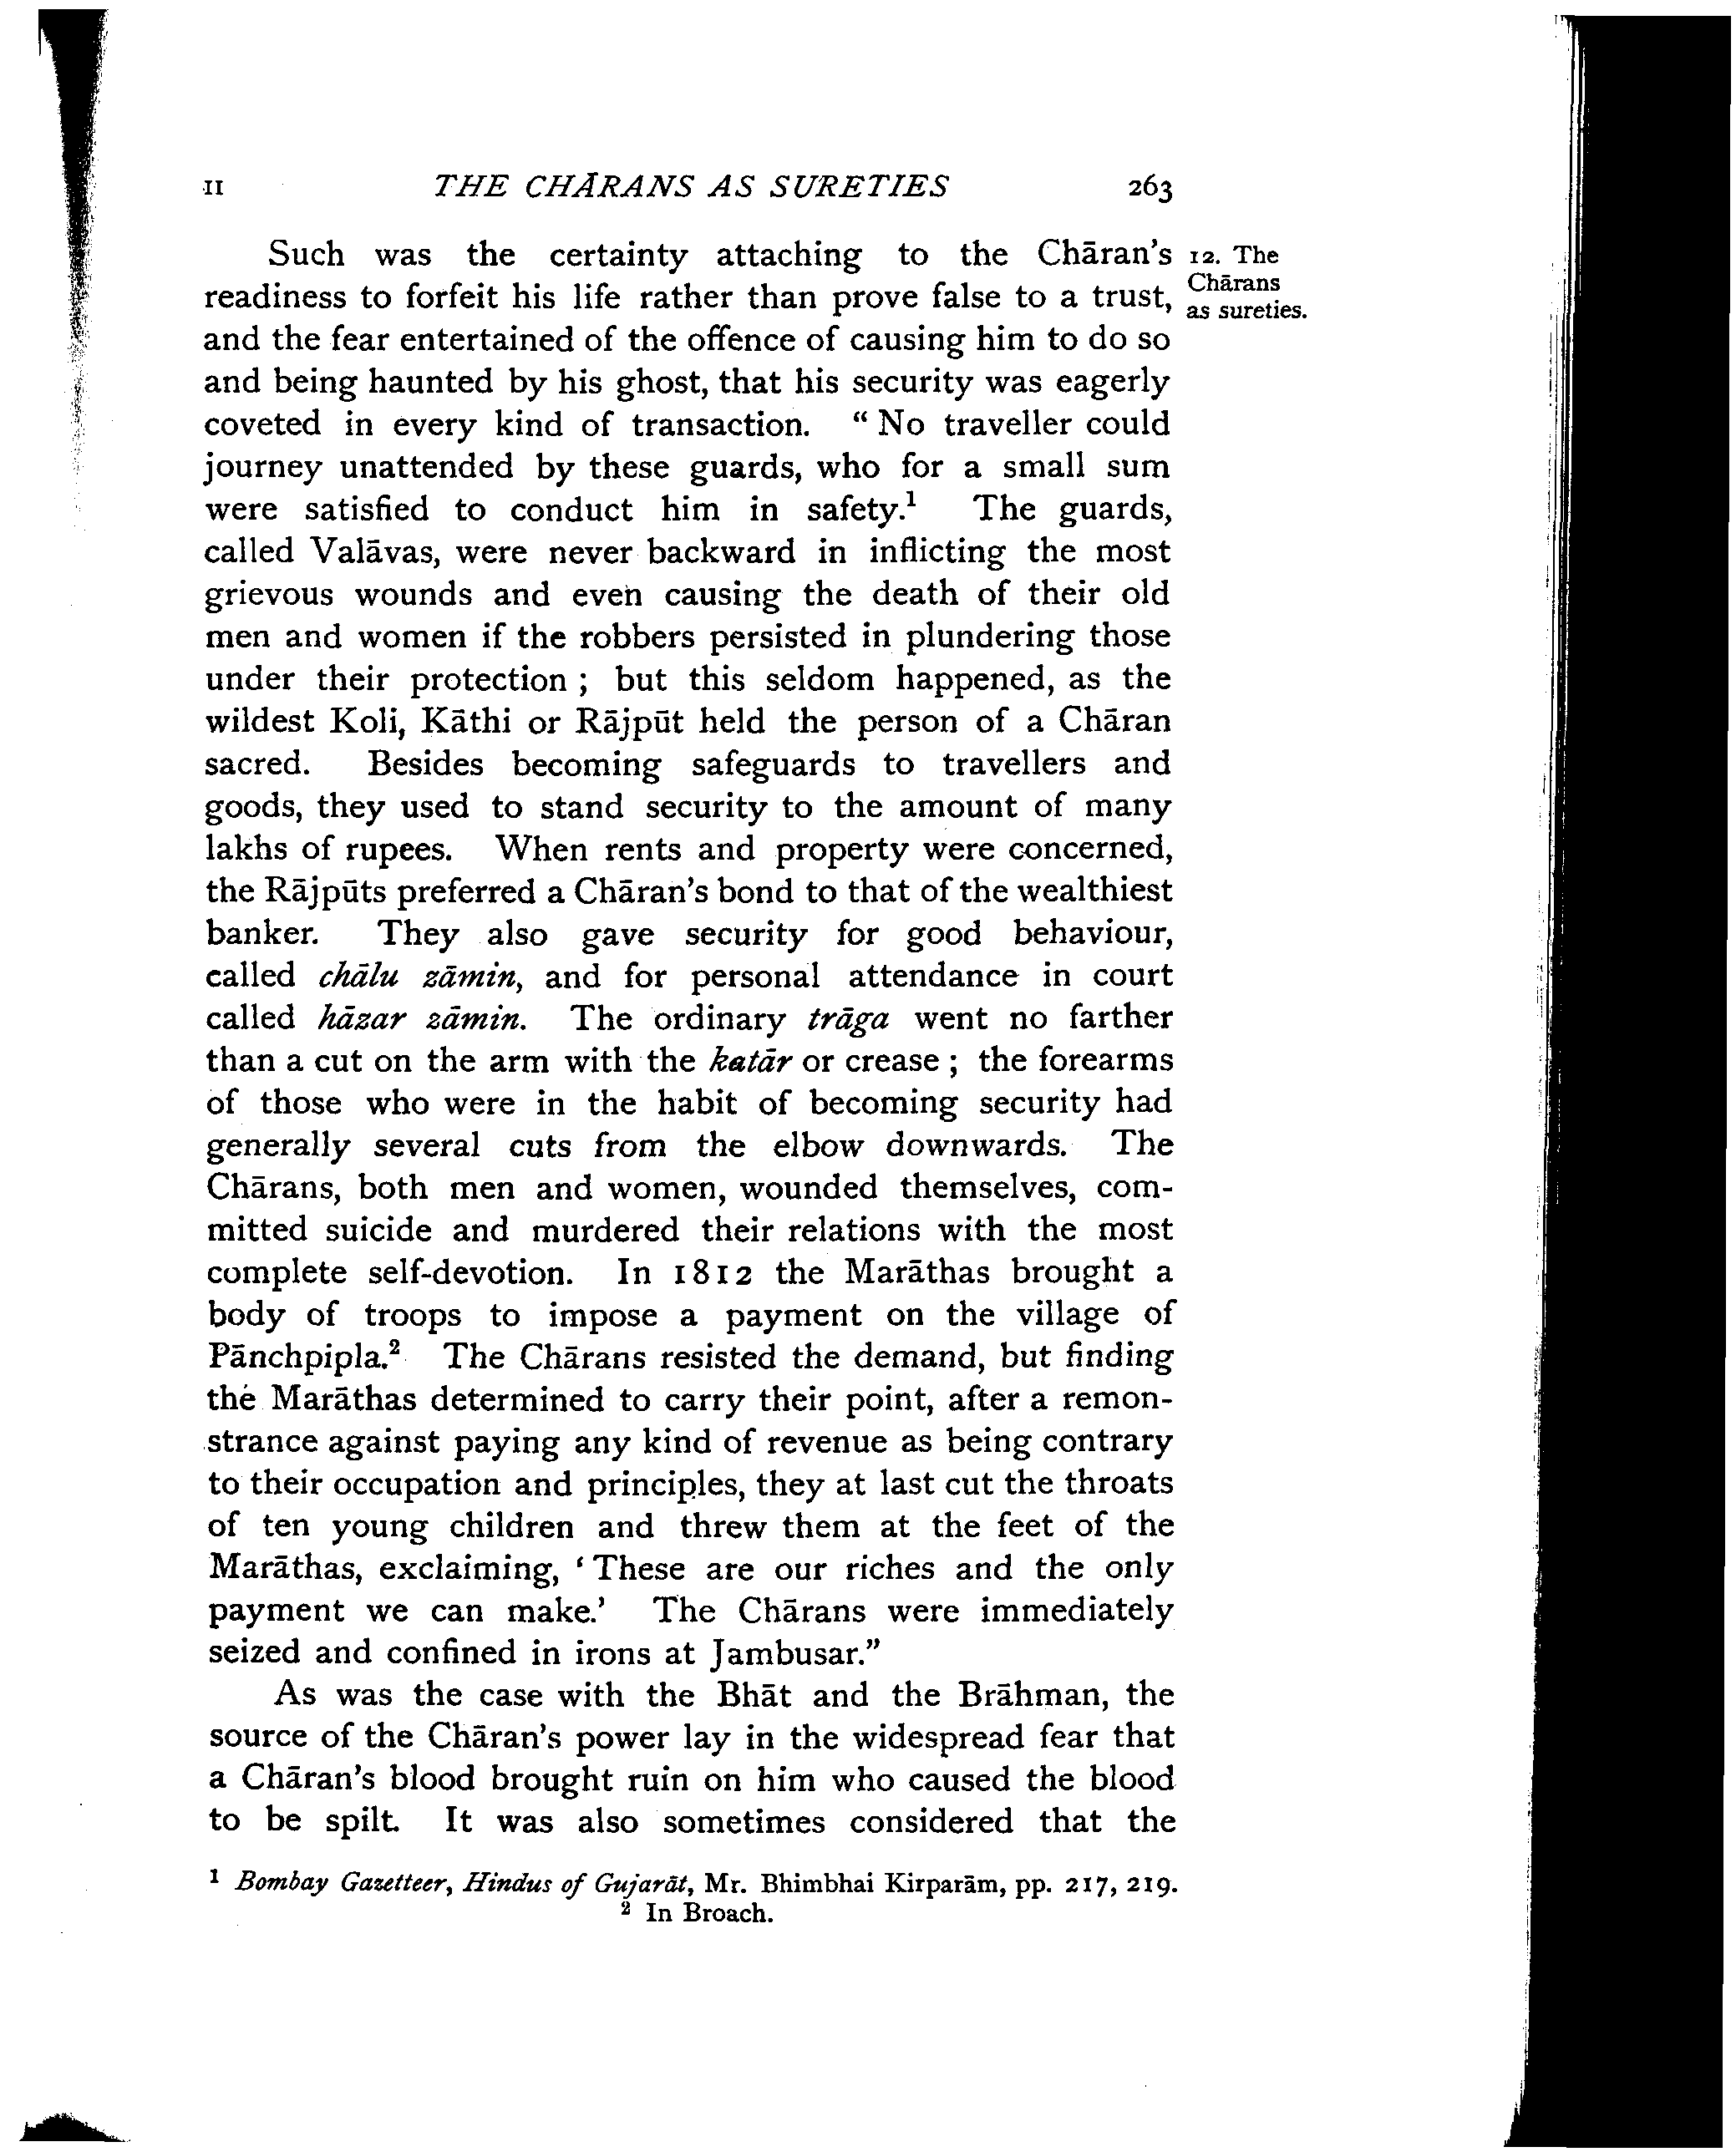 II THE CHĀRANS AS SURETIES 263
Such was the certainty attaching to the Chāran's
readiness to forfeit his life rather than prove false to a trust,
and the fear entertained of the offence of causing him to do so
and being haunted by his ghost, that his security was eagerly
coveted in every kind of transaction. “ No traveller could
journey unattended by these guards, who for a small sum
were satisfied to conduct him in safety.¹ The guards,
called Valāvas, were never backward in inflicting the most
grievous wounds and even causing the death of their old
men and women if the robbers persisted in plundering those
under their protection ; but this seldom happened, as the
wildest Koli, Kāthi or Rājpūt held the person of a Chāran
sacred. Besides becoming safeguards to travellers and
goods, they used to stand security to the amount of many
lakhs of rupees. When rents and property were concerned,
the Rājpūts preferred a Chāran's bond to that of the wealthiest
banker. They also gave security for good behaviour,
called chālu zāmin, and for personal attendance in court
called hāzar zāmin. The ordinary trāga went no farther
than a cut on the arm with the katār or crease ; the forearms
of those who were in the habit of becoming security had
generally several cuts from the elbow downwards. The
Chārans, both men and women, wounded themselves, com-
mitted suicide and murdered their relations with the most
complete self-devotion. In 1812 the Marāthas brought a
body of troops to impose a payment on the village of
Pānchpipla.² The Chārans resisted the demand, but finding
the Marāthas determined to carry their point, after a remon-
strance against paying any kind of revenue as being contrary
to their occupation and principles, they at last cut the throats
of ten young children and threw them at the feet of the
Marāthas, exclaiming, ‘ These are our riches and the only
payment we can make.’ The Chārans were immediately
seized and confined in irons at Jambusar.”
As was the case with the Bhāt and the Brāhman, the
source of the Chāran's power lay in the widespread fear that
a Chāran's blood brought ruin on him who caused the blood
to be spilt. It was also sometimes considered that the
12. The
Chārans
as sureties.
¹ Bombay Gazetteer, Hindus of Gujarāt, Mr. Bhimbhai Kirparām, pp. 217, 219.
² In Broach.